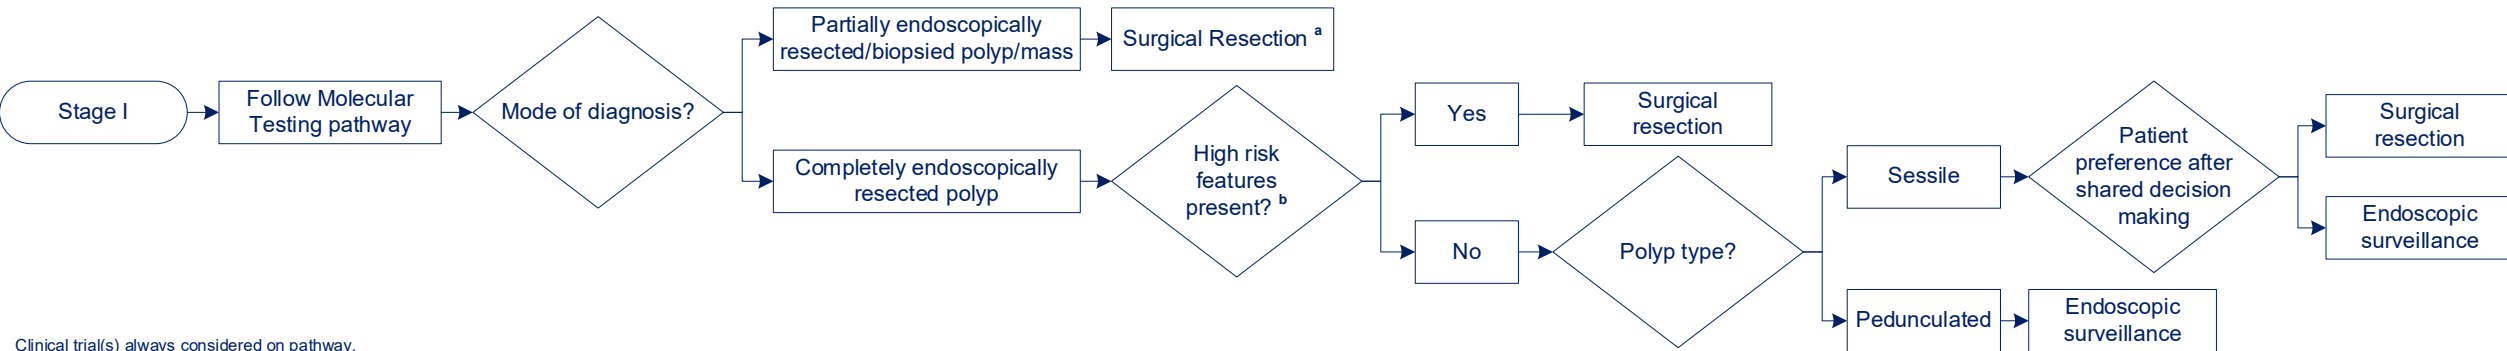 Stage I
Follow Molecular
Testing pathway
Mode of diagnosis?
Partially endoscopically
resected/biopsied polyp/mass
Surgical Resection a
Completely endoscopically
resected polyp
High risk
features
present? b
Yes
Surgical
resection
No
Polyp type?
Sessile
Patient
preference after
shared decision
making
Surgical
resection
Endoscopic
surveillance
Pedunculated
Endoscopic
surveillance
Clinical trial(s) always considered on pathway.